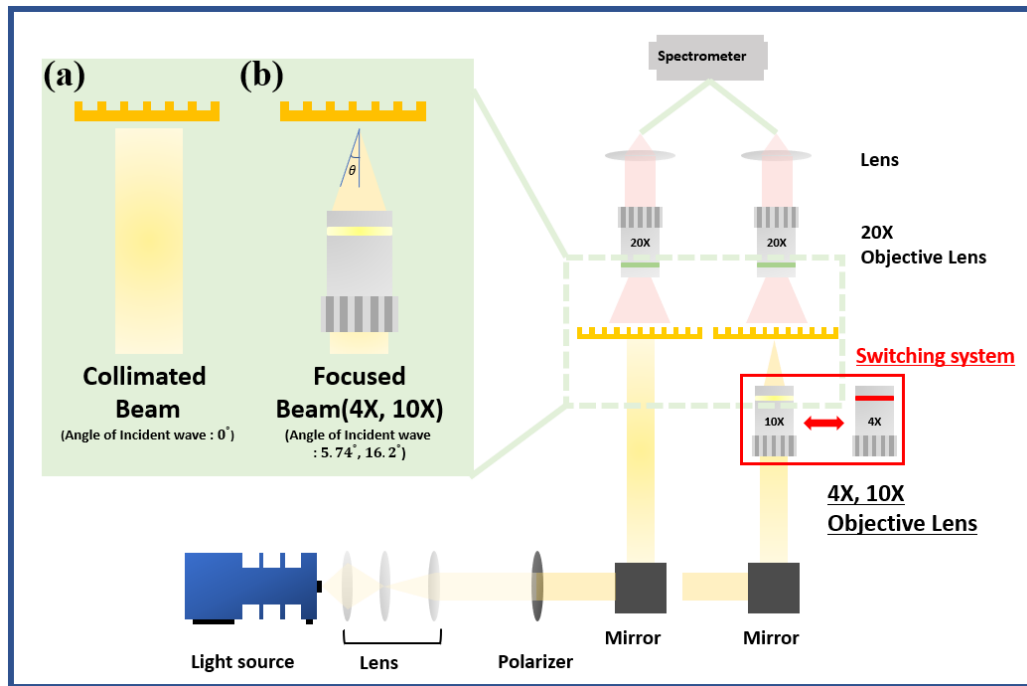 (a)
(b)
θ
Collimated
Beam
(Angle of Incident wave : 0°)
Focused
Beam(4X, 10X)
(Angle of Incident wave
: 5.74°, 16.2°)
Spectrometer
Lens
20X
20X
20X
Objective Lens
Switching system
10X
4X
4X, 10X
Objective Lens
Light source
Lens
Polarizer
Mirror
Mirror